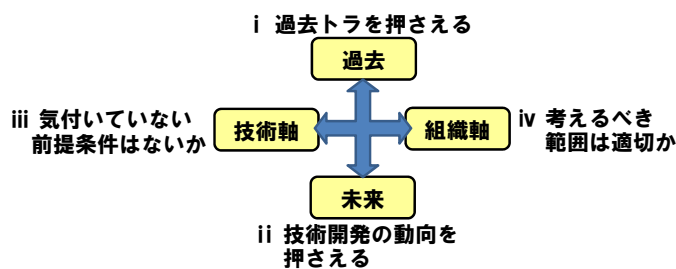 ⅰ 過去トラを押さえる
過去
ⅲ 気付いていない
前提条件はないか
技術軸
組織軸
ⅳ 考えるべき
範囲は適切か
未来
ⅱ 技術開発の動向を
押さえる